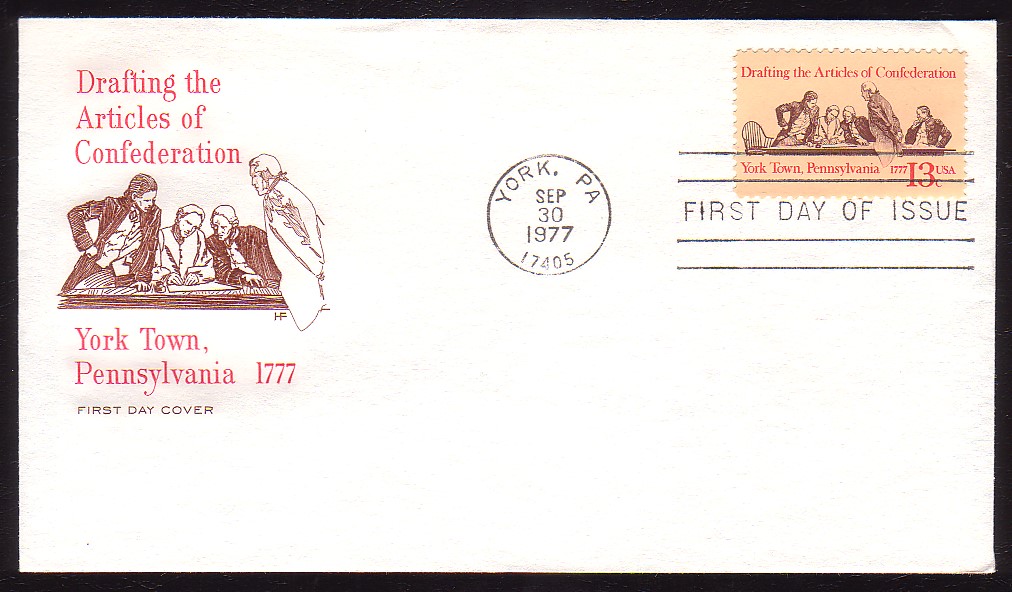 Drafting the
Articles of
Confederation
HF
York Town,
Pennsylvania 1777
FIRST DAY COVER
YORK, PA
SEP
30
1977
17405
Drafting the Articles of Confederation
York Town, Pennsylvania 1777 13c USA
FIRST DAY OF ISSUE